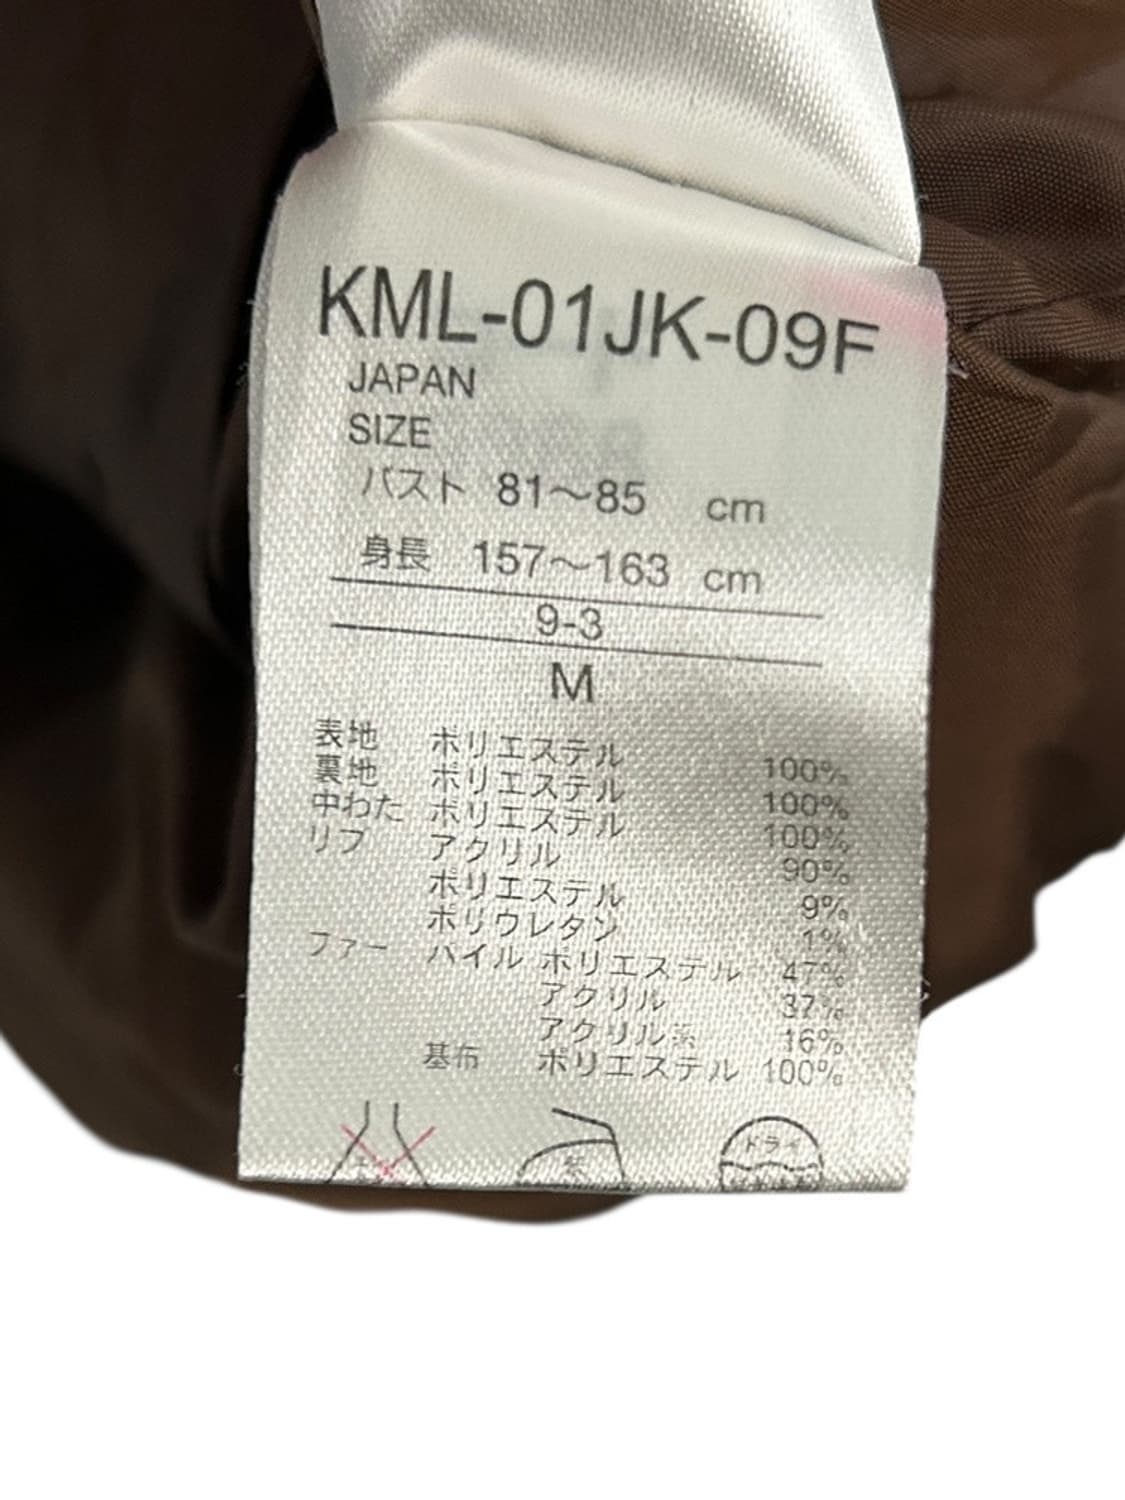 KML-01JK-09F
JAPAN
SIZE
バスト 81～85 cm
身長 157～163 cm
9-3
M
表地 ポリエステル 100%
裏地 ポリエステル 100%
中わた ポリエステル 100%
リブ アクリル 90%
ポリエステル 9%
ポリウレタン 1%
ファー パイル ポリエステル 47%
アクリル 37%
アクリル系 16%
基布 ポリエステル 100%
ドライ